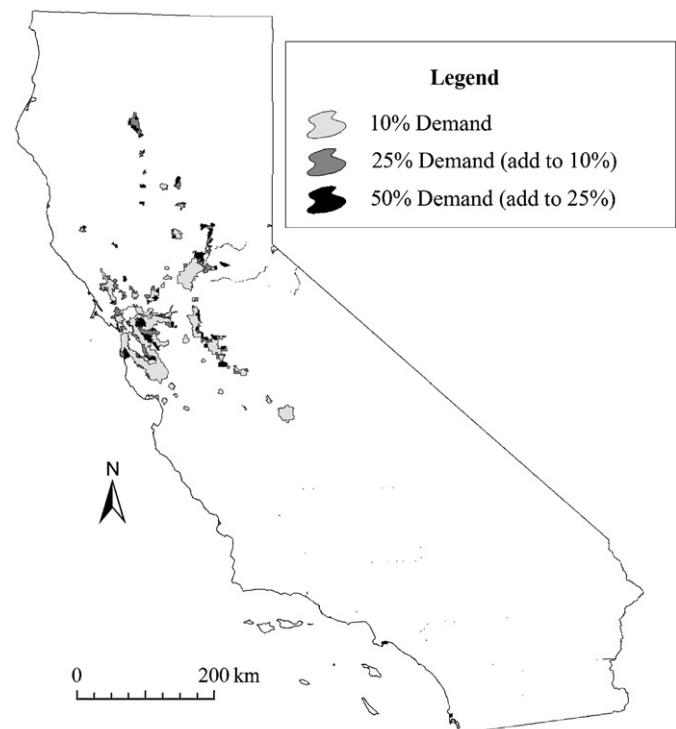 Legend
10% Demand
25% Demand (add to 10%)
50% Demand (add to 25%)
N
0 200 km